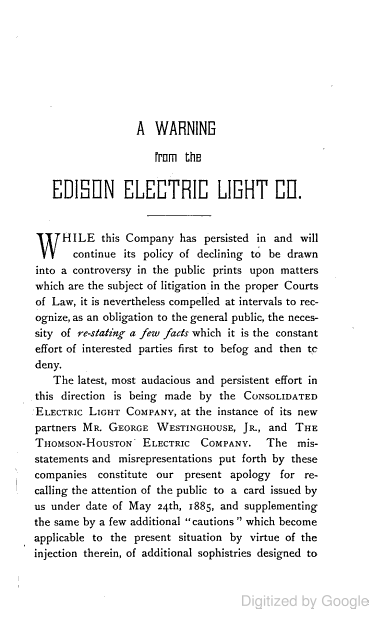 A WARNING
from the
EDISON ELECTRIC LIGHT CO.
WHILE this Company has persisted in and will
continue its policy of declining to be drawn
into a controversy in the public prints upon matters
which are the subject of litigation in the proper Courts
of Law, it is nevertheless compelled at intervals to rec-
ognize, as an obligation to the general public, the neces-
sity of re-stating a few facts which it is the constant
effort of interested parties first to befog and then to
deny.
The latest, most audacious and persistent effort in
this direction is being made by the CONSOLIDATED
ELECTRIC LIGHT COMPANY, at the instance of its new
partners MR. GEORGE WESTINGHOUSE, JR., and THE
THOMSON-HOUSTON ELECTRIC COMPANY. The mis-
statements and misrepresentations put forth by these
companies constitute our present apology for re-
calling the attention of the public to a card issued by
us under date of May 24th, 1885, and supplementing
the same by a few additional "cautions" which become
applicable to the present situation by virtue of the
injection therein, of additional sophistries designed to
Digitized by Google